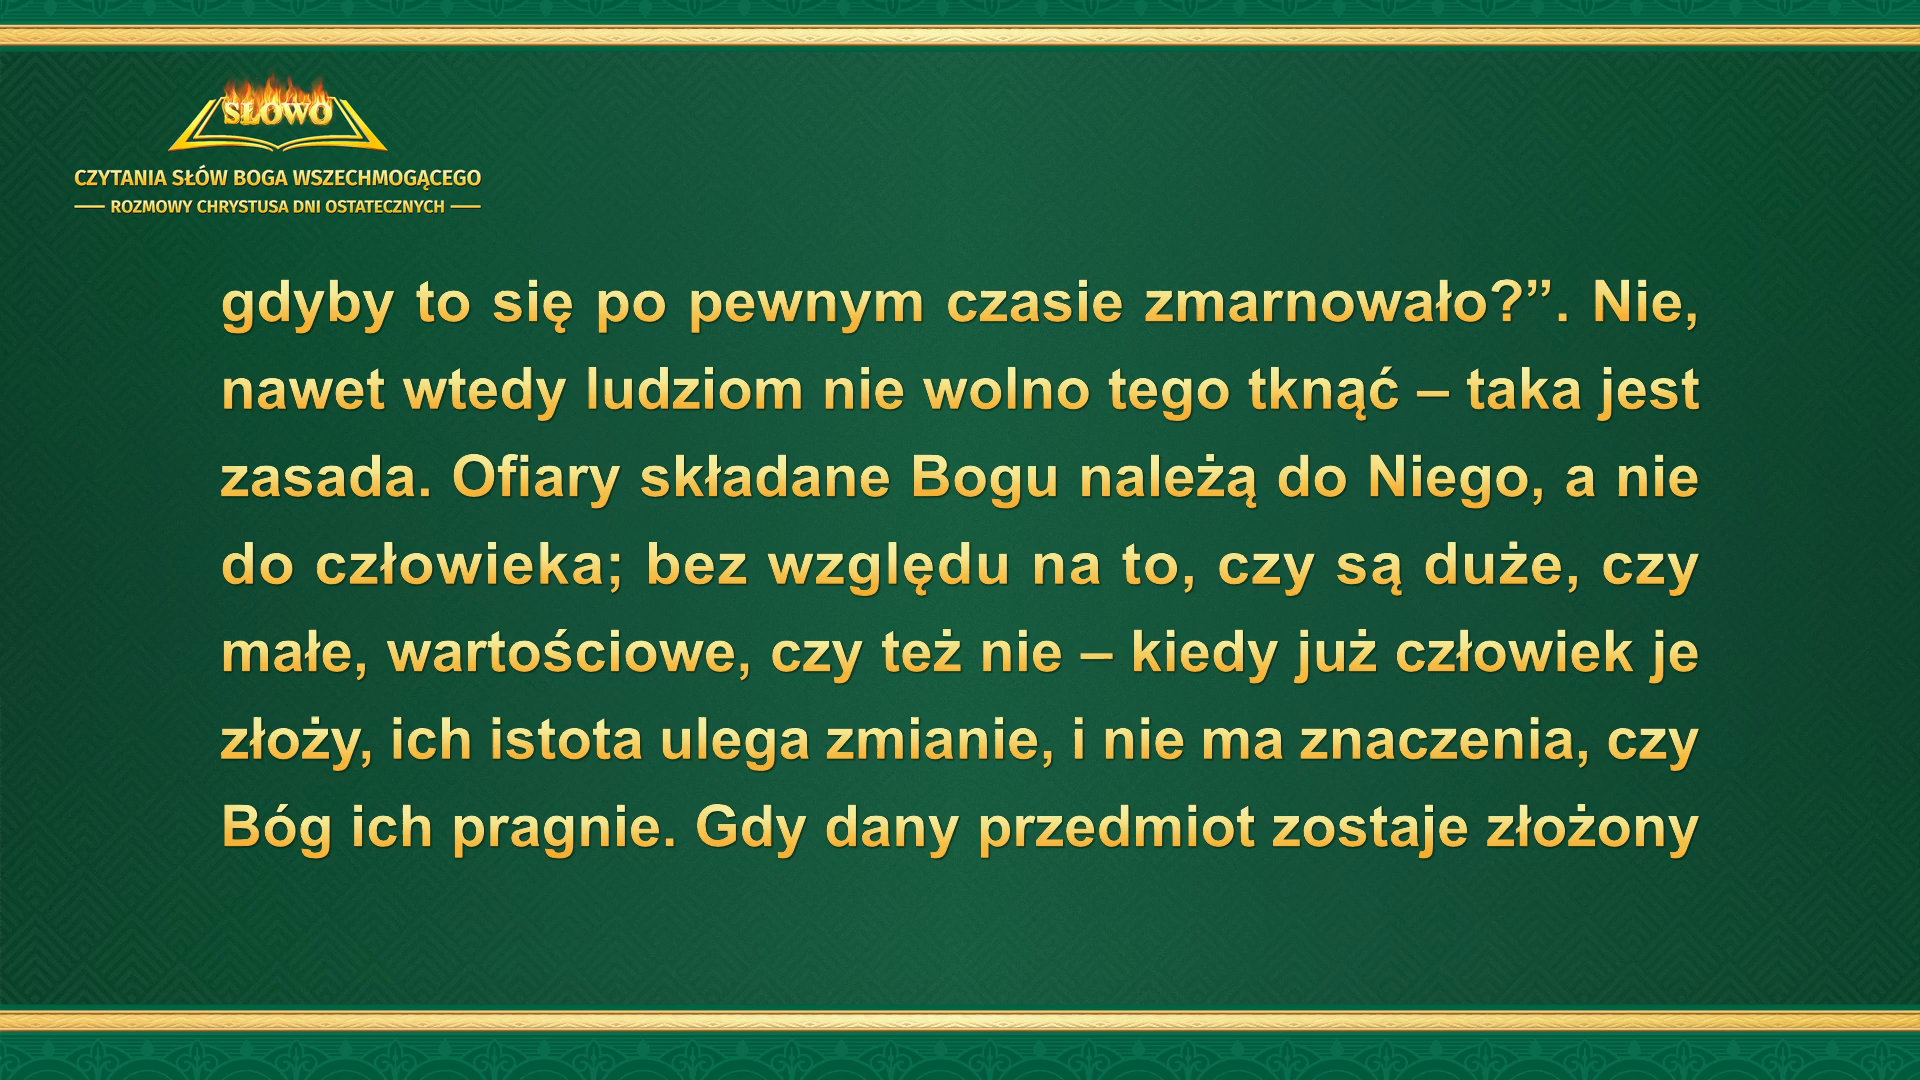 SŁOWO
CZYTANIA SŁÓW BOGA WSZECHMOGĄCEGO
ROZMOWY CHRYSTUSA DNI OSTATECZNYCH
gdyby to się po pewnym czasie zmarnowało?”. Nie,
nawet wtedy ludziom nie wolno tego tknąć – taka jest
zasada. Ofiary składane Bogu należą do Niego, a nie
do człowieka; bez względu na to, czy są duże, czy
małe, wartościowe, czy też nie – kiedy już człowiek je
złoży, ich istota ulega zmianie, i nie ma znaczenia, czy
Bóg ich pragnie. Gdy dany przedmiot zostaje złożony